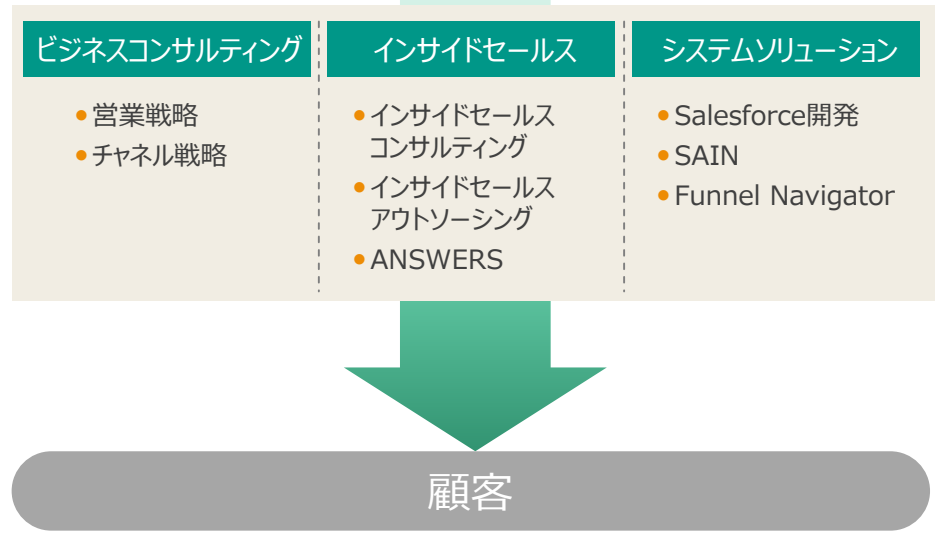 ビジネスコンサルティング
営業戦略
チャネル戦略
インサイドセールス
インサイドセールス
コンサルティング
インサイドセールス
アウトソーシング
ANSWERS
システムソリューション
Salesforce開発
SAIN
Funnel Navigator
顧客